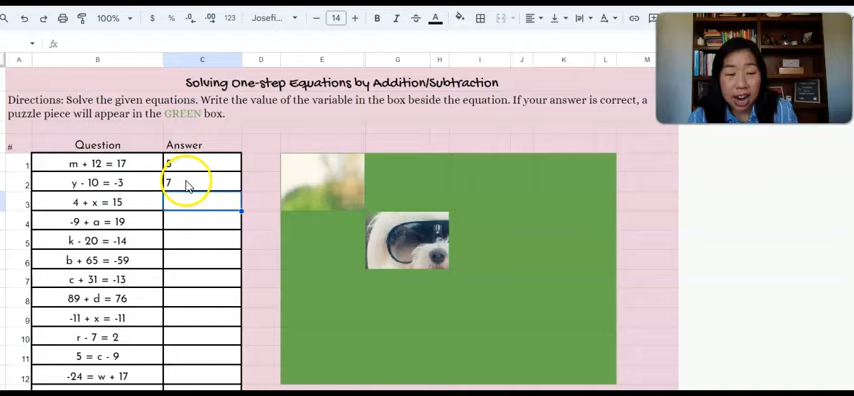 100% $ % .0 .00 123 Josefi... − 14 + B I S A
fx
A B C D E F G H I J K L M
Solving One-step Equations by Addition/Subtraction
Directions: Solve the given equations. Write the value of the variable in the box beside the equation. If your answer is correct, a
puzzle piece will appear in the GREEN box.
# Question Answer
1 m + 12 = 17 5
2 y - 10 = -3 7
3 4 + x = 15
4 -9 + a = 19
5 k - 20 = -14
6 b + 65 = -59
7 c + 31 = -13
8 89 + d = 76
9 -11 + x = -11
10 r - 7 = 2
11 5 = c - 9
12 -24 = w + 17